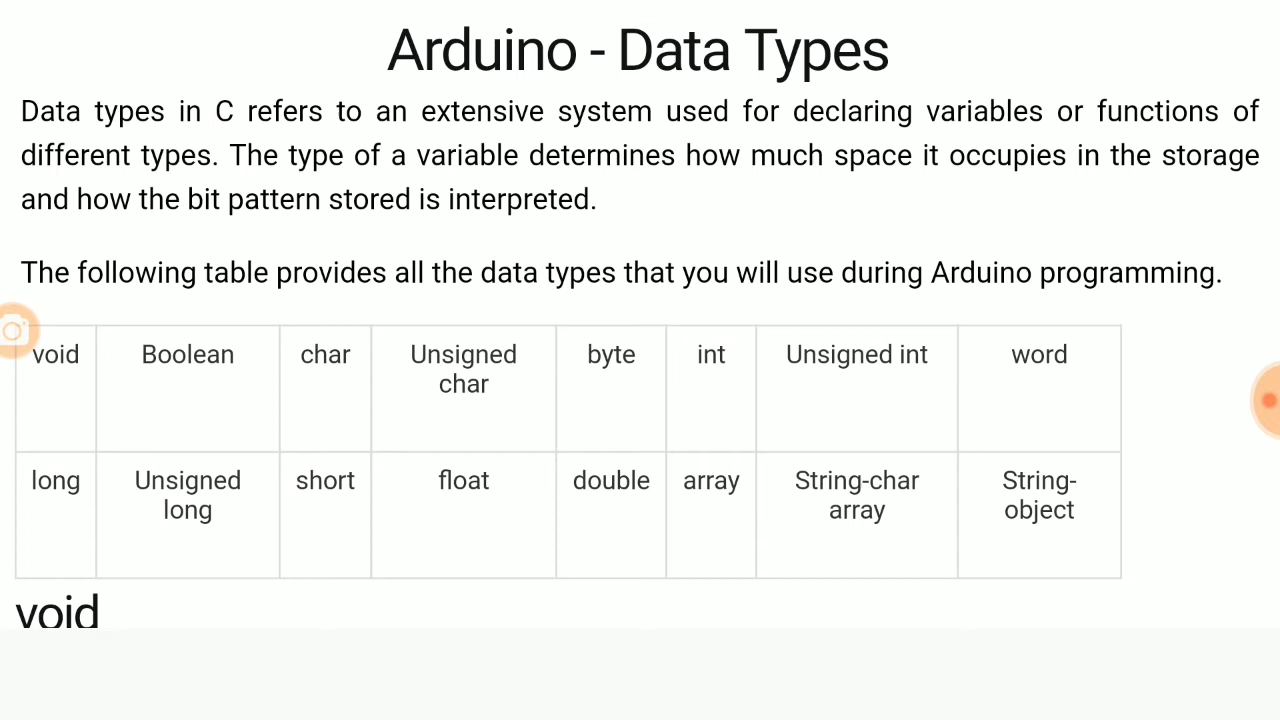 Arduino - Data Types
Data types in C refers to an extensive system used for declaring variables or functions of
different types. The type of a variable determines how much space it occupies in the storage
and how the bit pattern stored is interpreted.
The following table provides all the data types that you will use during Arduino programming.
void Boolean char Unsigned char byte int Unsigned int word
long Unsigned long short float double array String-char array String-object
void